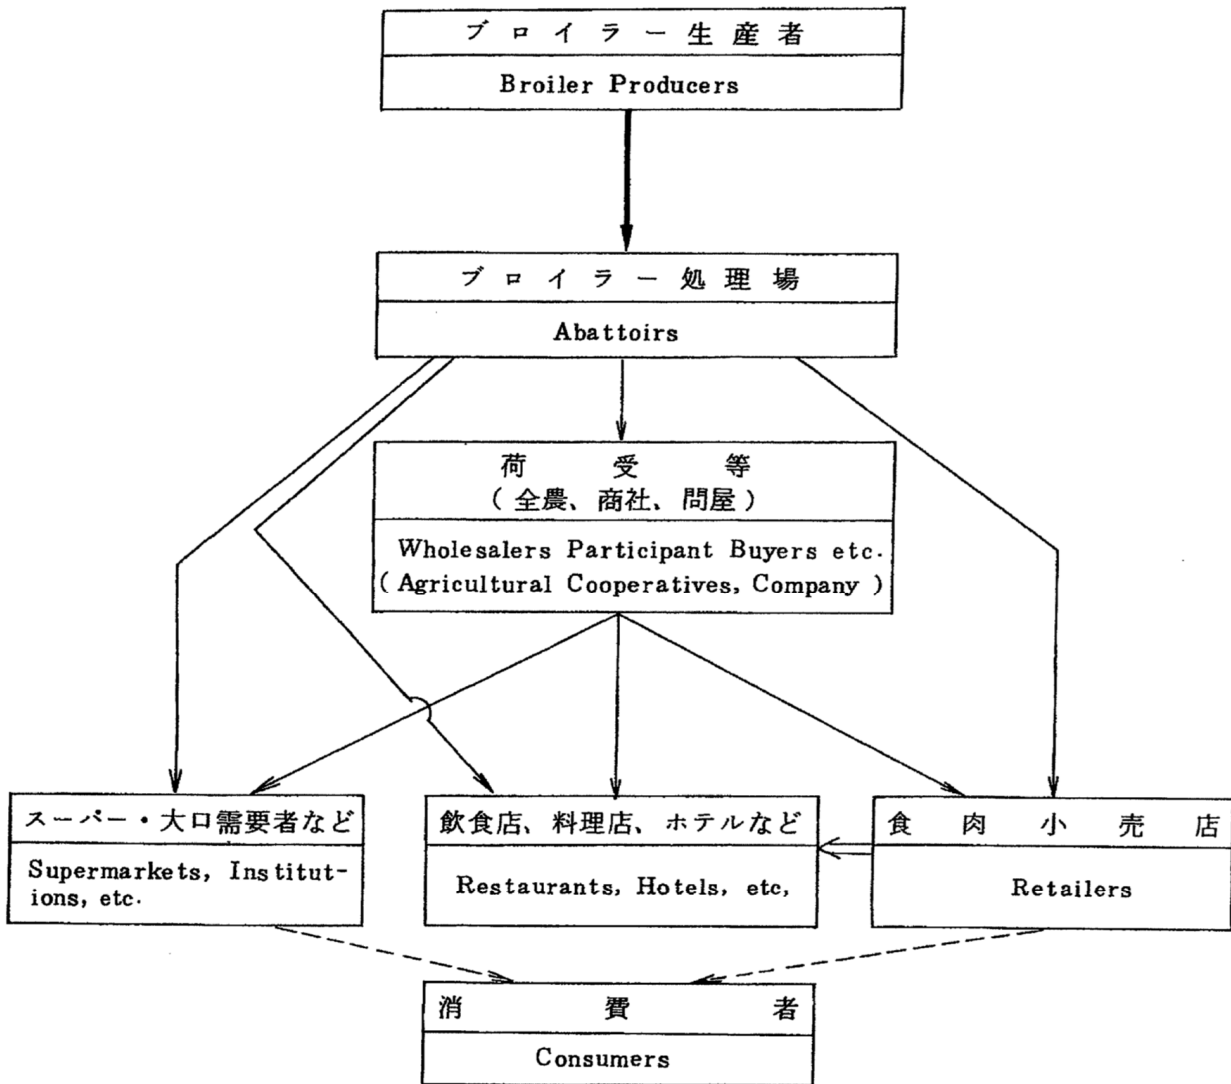 ブロイラー生産者
Broiler Producers
ブロイラー処理場
Abattoirs
荷受等
(全農、商社、問屋)
Wholesalers Participant Buyers etc.
(Agricultural Cooperatives, Company)
スーパー・大口需要者など
Supermarkets, Institut-
ions, etc.
飲食店、料理店、ホテルなど
Restaurants, Hotels, etc,
食肉小売店
Retailers
消費者
Consumers